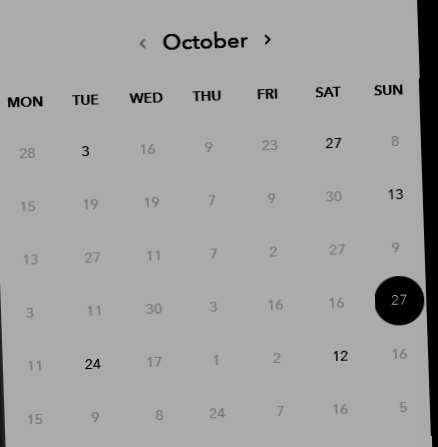 ‹ October ›
MON TUE WED THU FRI SAT SUN
28 3 16 9 23 27 8
15 19 19 7 9 30 13
13 27 11 7 2 27 9
3 11 30 3 16 16 27
11 24 17 1 2 12 16
15 9 8 24 7 16 5